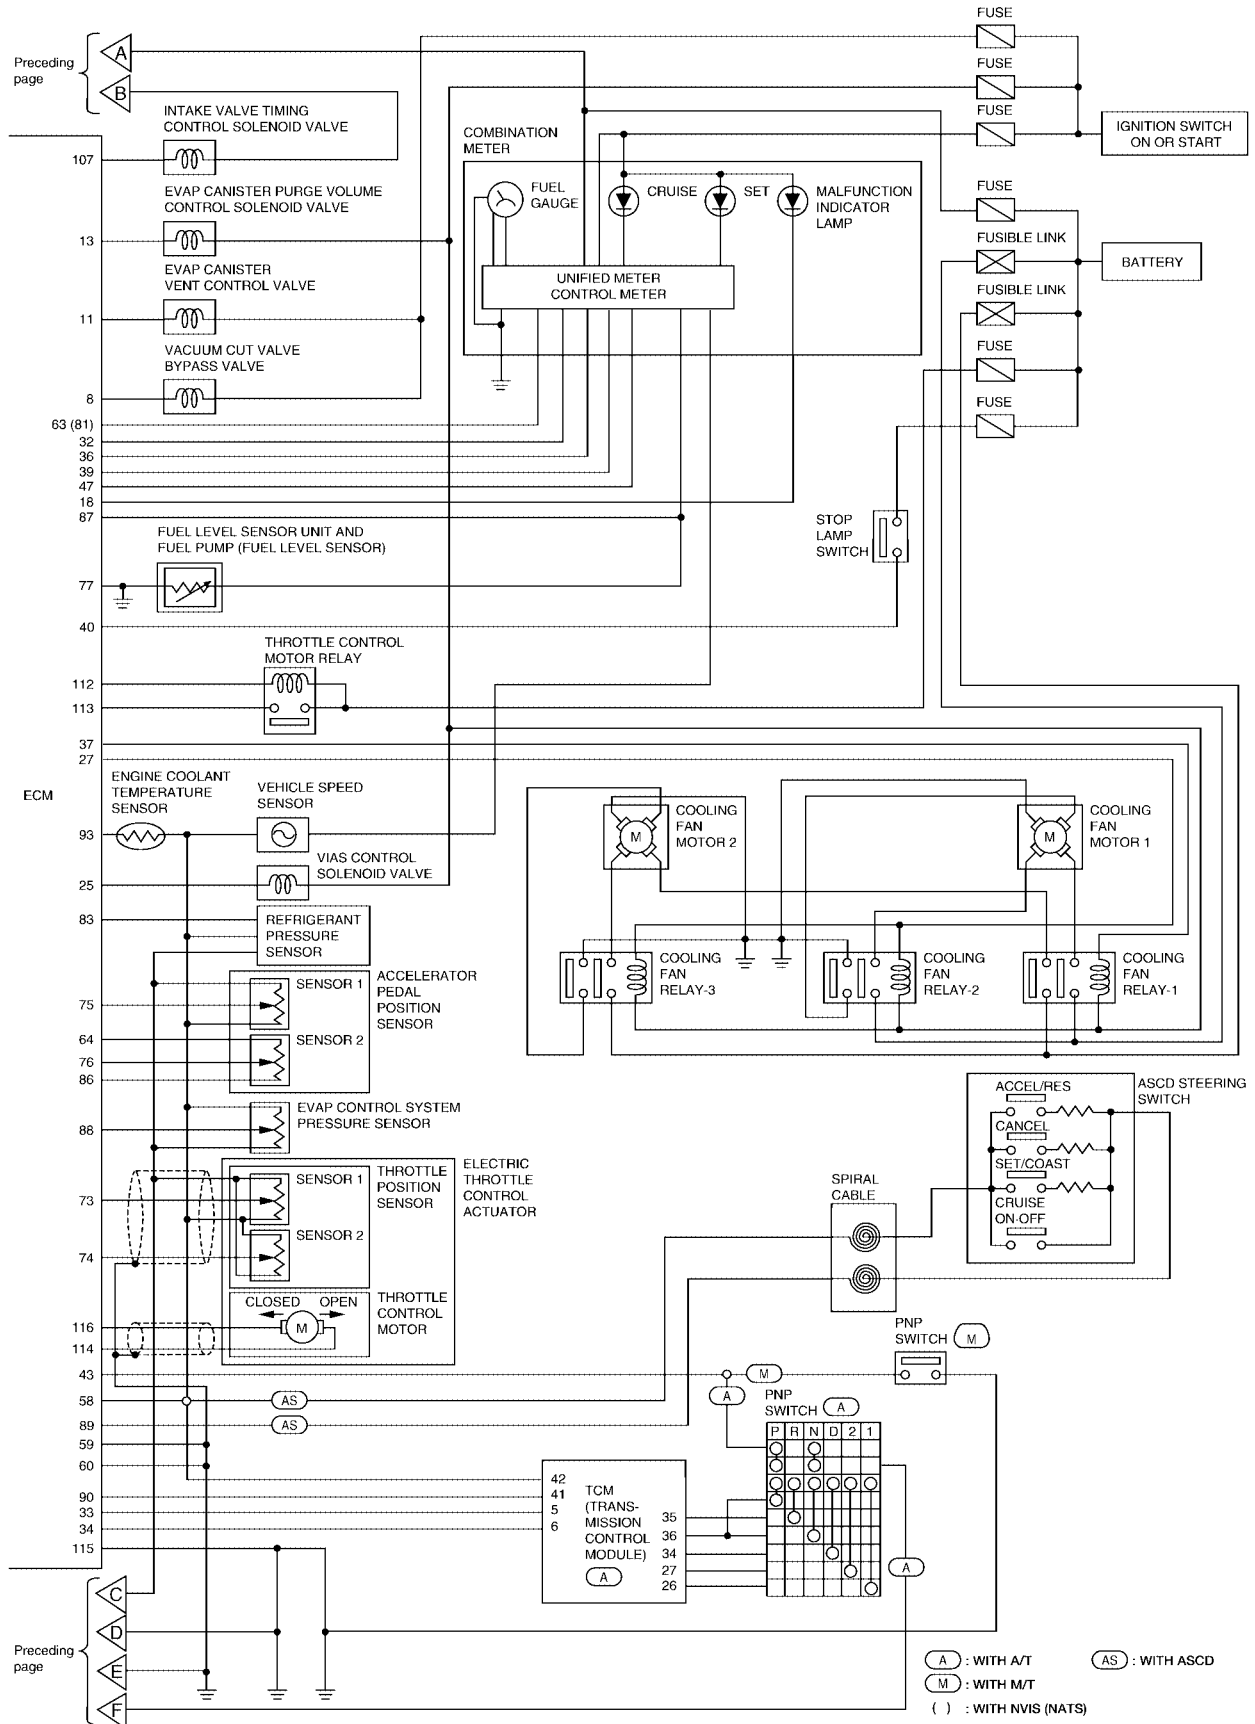 FUSE
Preceding
page
A
FUSE
B
INTAKE VALVE TIMING
CONTROL SOLENOID VALVE
FUSE
COMBINATION
METER
IGNITION SWITCH
ON OR START
107
EVAP CANISTER PURGE VOLUME
CONTROL SOLENOID VALVE
FUEL
GAUGE
CRUISE
SET
MALFUNCTION
INDICATOR
LAMP
FUSE
13
FUSIBLE LINK
BATTERY
EVAP CANISTER
VENT CONTROL VALVE
UNIFIED METER
CONTROL METER
FUSIBLE LINK
11
VACUUM CUT VALVE
BYPASS VALVE
FUSE
8
FUSE
63 (81)
32
36
39
47
18
87
STOP
LAMP
SWITCH
FUEL LEVEL SENSOR UNIT AND
FUEL PUMP (FUEL LEVEL SENSOR)
77
40
THROTTLE CONTROL
MOTOR RELAY
112
113
37
27
ECM
ENGINE COOLANT
TEMPERATURE
SENSOR
VEHICLE SPEED
SENSOR
93
M
COOLING
FAN
MOTOR 2
M
COOLING
FAN
MOTOR 1
VIAS CONTROL
SOLENOID VALVE
25
83
REFRIGERANT
PRESSURE
SENSOR
COOLING
FAN
RELAY-3
COOLING
FAN
RELAY-2
COOLING
FAN
RELAY-1
ACCELERATOR
PEDAL
POSITION
SENSOR
SENSOR 1
75
64
SENSOR 2
76
86
EVAP CONTROL SYSTEM
PRESSURE SENSOR
88
ASCD STEERING
SWITCH
ACCEL/RES
CANCEL
SET/COAST
CRUISE
ON-OFF
SENSOR 1
THROTTLE
POSITION
SENSOR
ELECTRIC
THROTTLE
CONTROL
ACTUATOR
SPIRAL
CABLE
73
SENSOR 2
74
CLOSED OPEN
M
THROTTLE
CONTROL
MOTOR
116
114
PNP
SWITCH M
43
M
A
58
AS
PNP
SWITCH A
89
AS
59
60
P R N D 2 1
42
41
5
6
TCM
(TRANS-
MISSION
CONTROL
MODULE)
A
35
36
34
27
26
A
90
33
34
115
Preceding
page
C
D
E
F
A : WITH A/T
AS : WITH ASCD
M : WITH M/T
( ) : WITH NVIS (NATS)